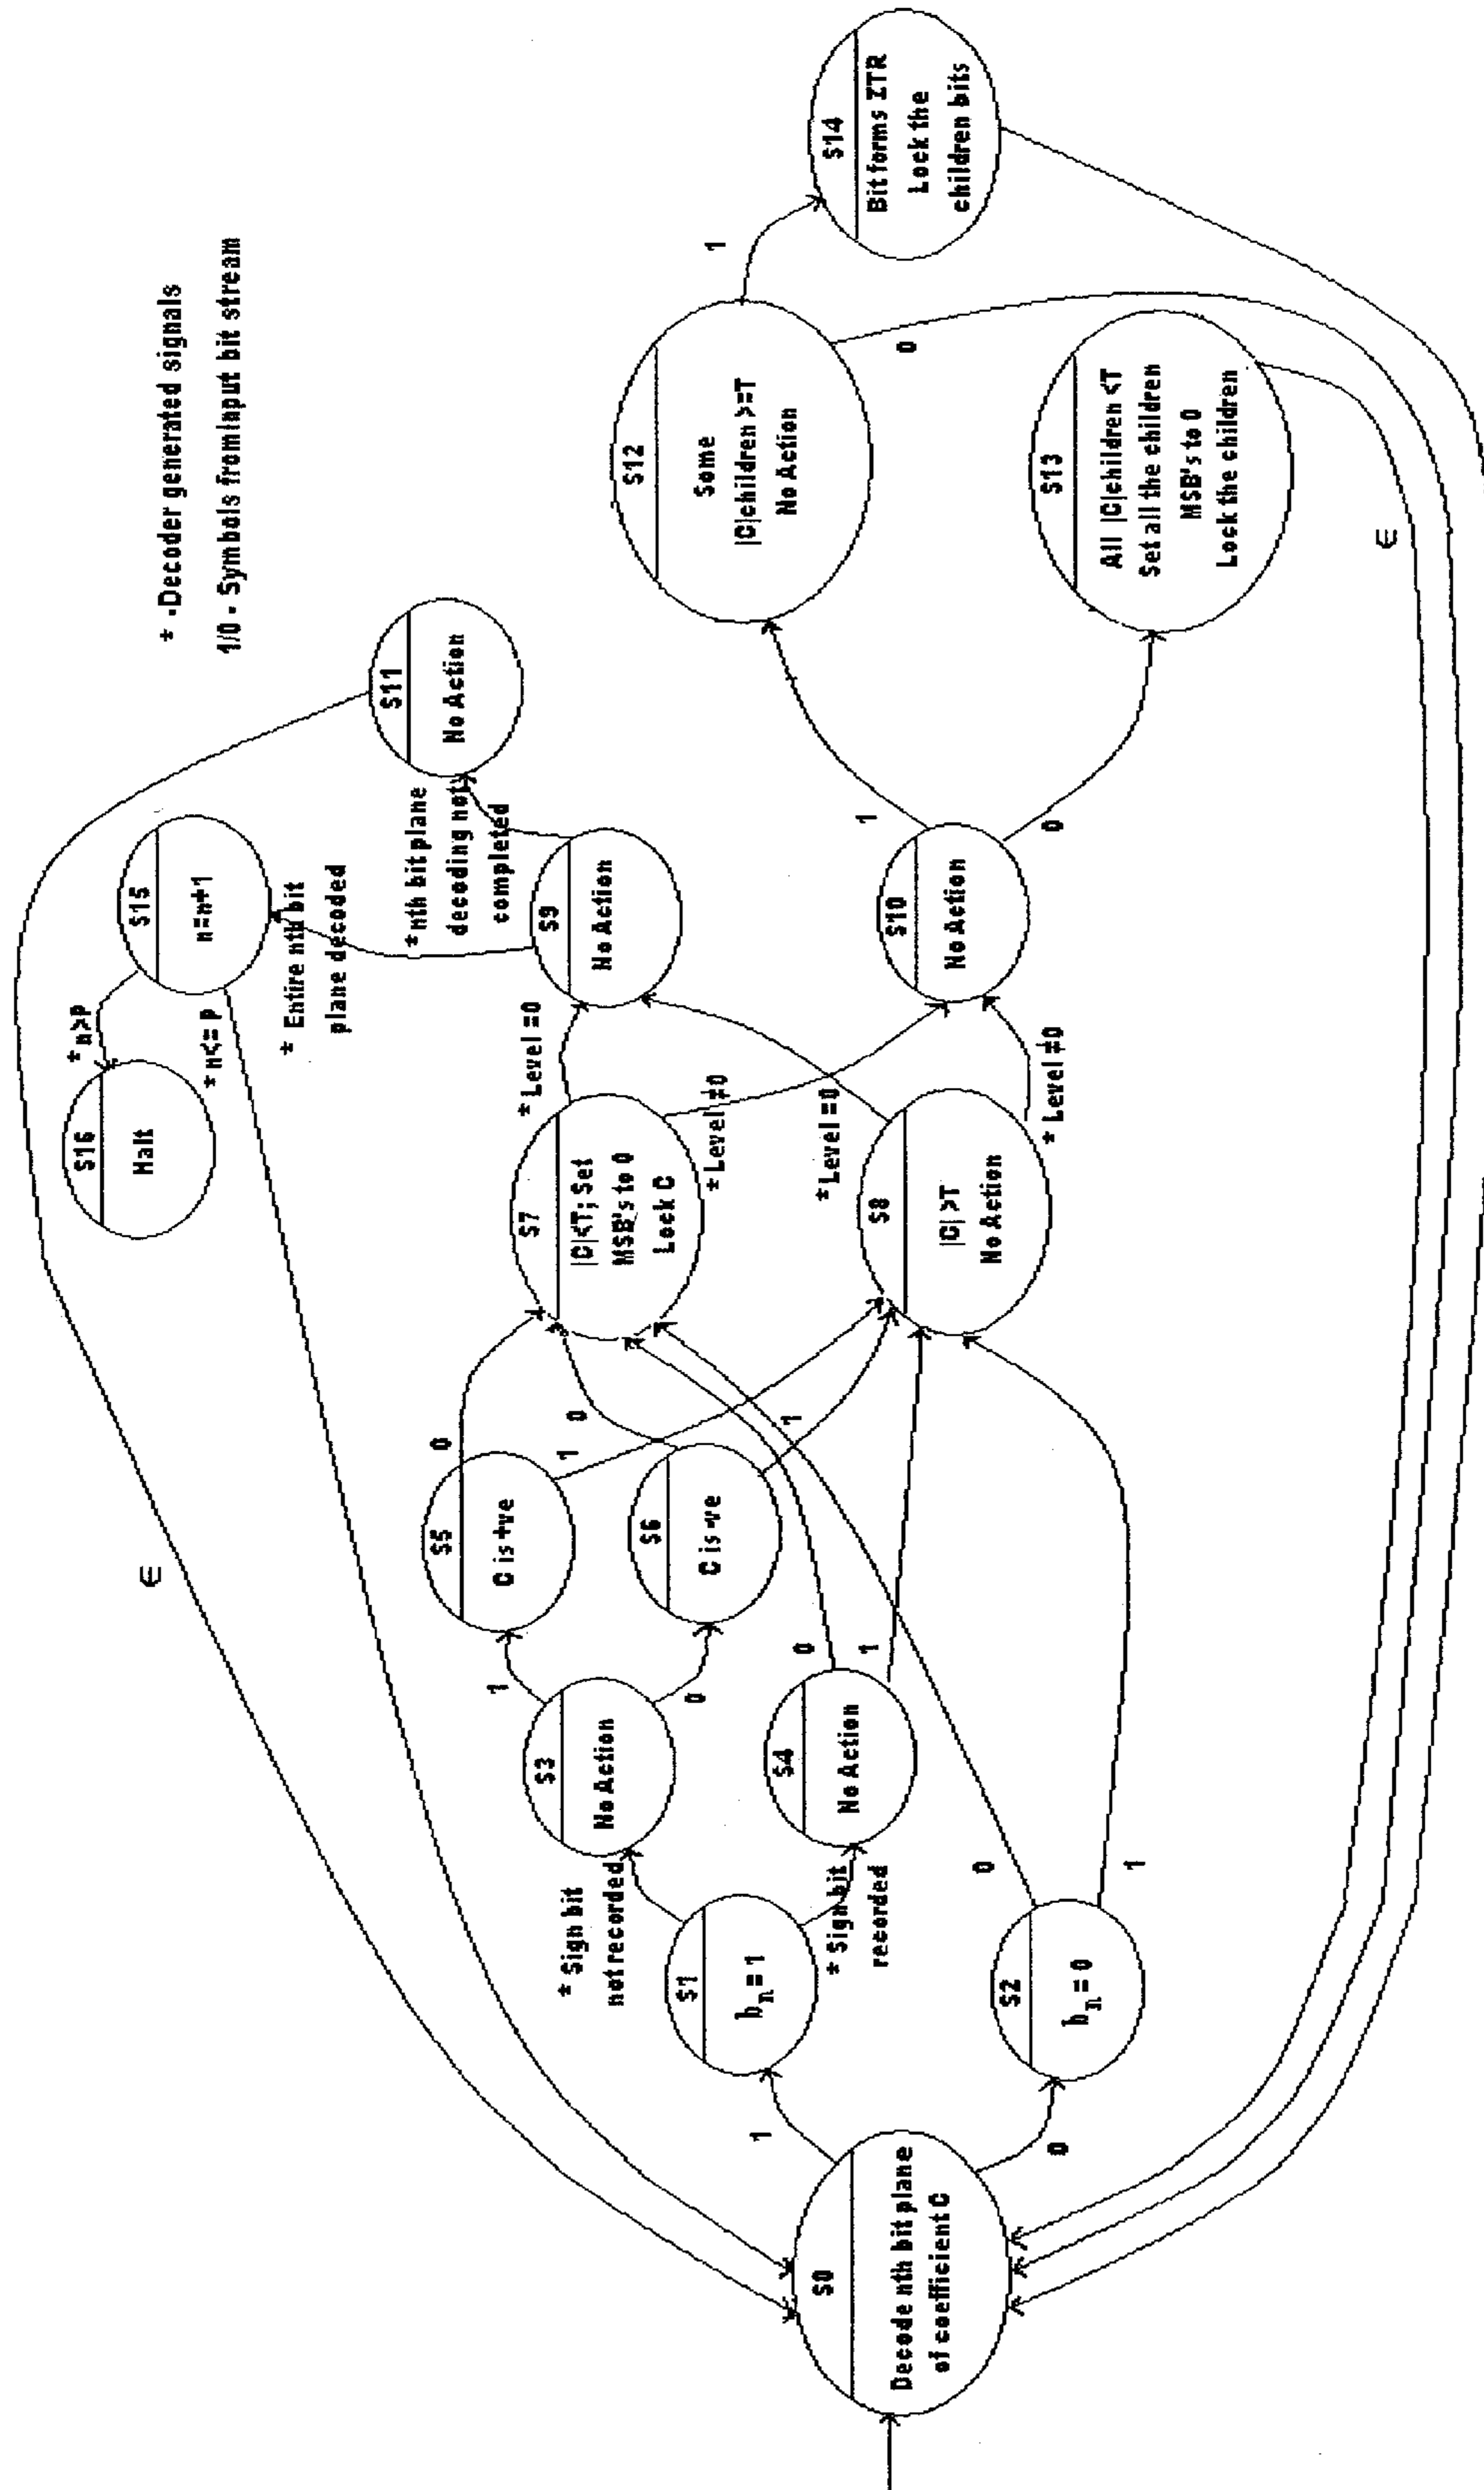 * -Decoder generated signals
1/0 - Symbols from input bit stream
S0
Decode nth bit plane
of coefficient C
1
0
S1
bn = 1
S2
bn = 0
* Sign bit
not recorded
* Sign bit
recorded
0
1
S3
No Action
S4
No Action
1
0
0
1
S5
C is +ve
S6
C is -ve
0
1
0
1
S7
|C|<T; Set
MSB's to 0
Lock C
S8
|C| >T
No Action
* Level =0
* Level ≠0
* Level =0
* Level ≠0
S9
No Action
S10
No Action
* Entire nth bit
plane decoded
* nth bit plane
decoding not
completed
S11
No Action
S15
n=n+1
* n>P
* n<= P
S16
Halt
1
0
S12
Some
|C|children >=T
No Action
S13
All |C|children <T
Set all the children
MSB's to 0
Lock the children
1
0
S14
Bit forms ZTR
Lock the
children bits
∈
∈